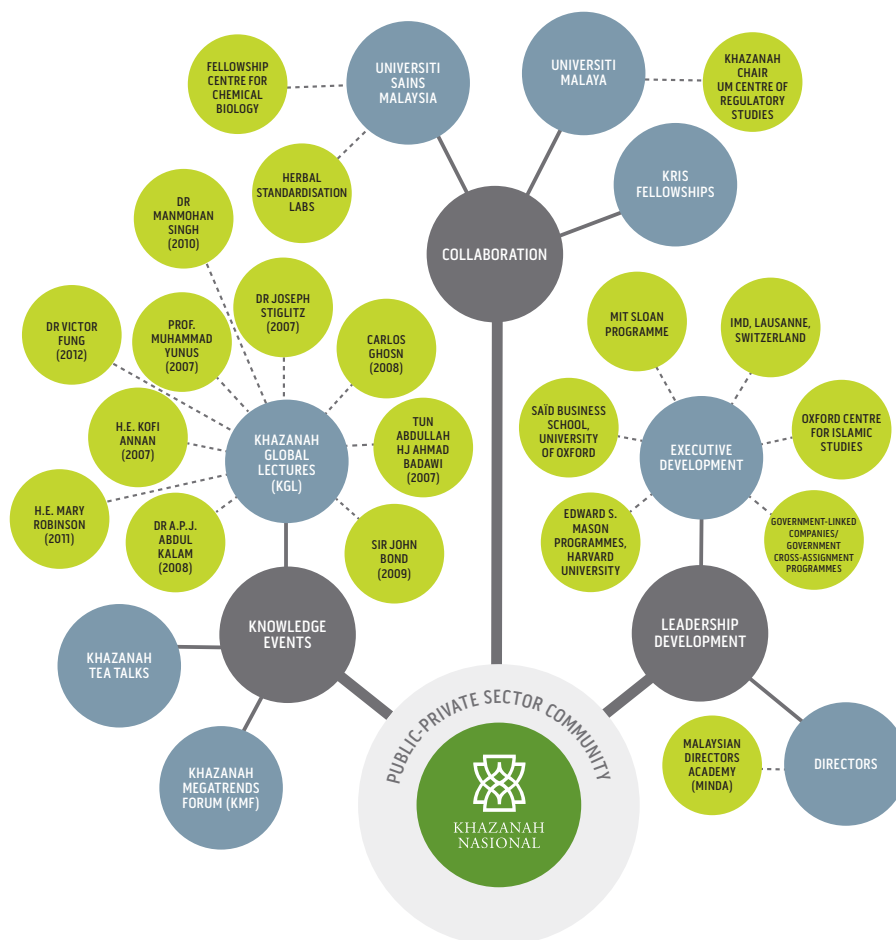 FELLOWSHIP
CENTRE FOR
CHEMICAL
BIOLOGY
UNIVERSITI
SAINS
MALAYSIA
UNIVERSITI
MALAYA
KHAZANAH
CHAIR
UM CENTRE OF
REGULATORY
STUDIES
HERBAL
STANDARDISATION
LABS
KRIS
FELLOWSHIPS
COLLABORATION
DR
MANMOHAN
SINGH
(2010)
DR VICTOR
FUNG
(2012)
PROF.
MUHAMMAD
YUNUS
(2007)
DR JOSEPH
STIGLITZ
(2007)
CARLOS
GHOSN
(2008)
H.E. KOFI
ANNAN
(2007)
KHAZANAH
GLOBAL
LECTURES
(KGL)
TUN
ABDULLAH
HJ AHMAD
BADAWI
(2007)
H.E. MARY
ROBINSON
(2011)
DR A.P.J.
ABDUL
KALAM
(2008)
SIR JOHN
BOND
(2009)
MIT SLOAN
PROGRAMME
IMD, LAUSANNE,
SWITZERLAND
SAÏD BUSINESS
SCHOOL,
UNIVERSITY
OF OXFORD
EXECUTIVE
DEVELOPMENT
OXFORD CENTRE
FOR ISLAMIC
STUDIES
EDWARD S.
MASON
PROGRAMMES,
HARVARD
UNIVERSITY
GOVERNMENT-LINKED
COMPANIES/
GOVERNMENT
CROSS-ASSIGNMENT
PROGRAMMES
KNOWLEDGE
EVENTS
LEADERSHIP
DEVELOPMENT
KHAZANAH
TEA TALKS
KHAZANAH
MEGATRENDS
FORUM (KMF)
PUBLIC-PRIVATE SECTOR COMMUNITY
KHAZANAH
NASIONAL
MALAYSIAN
DIRECTORS
ACADEMY
(MINDA)
DIRECTORS